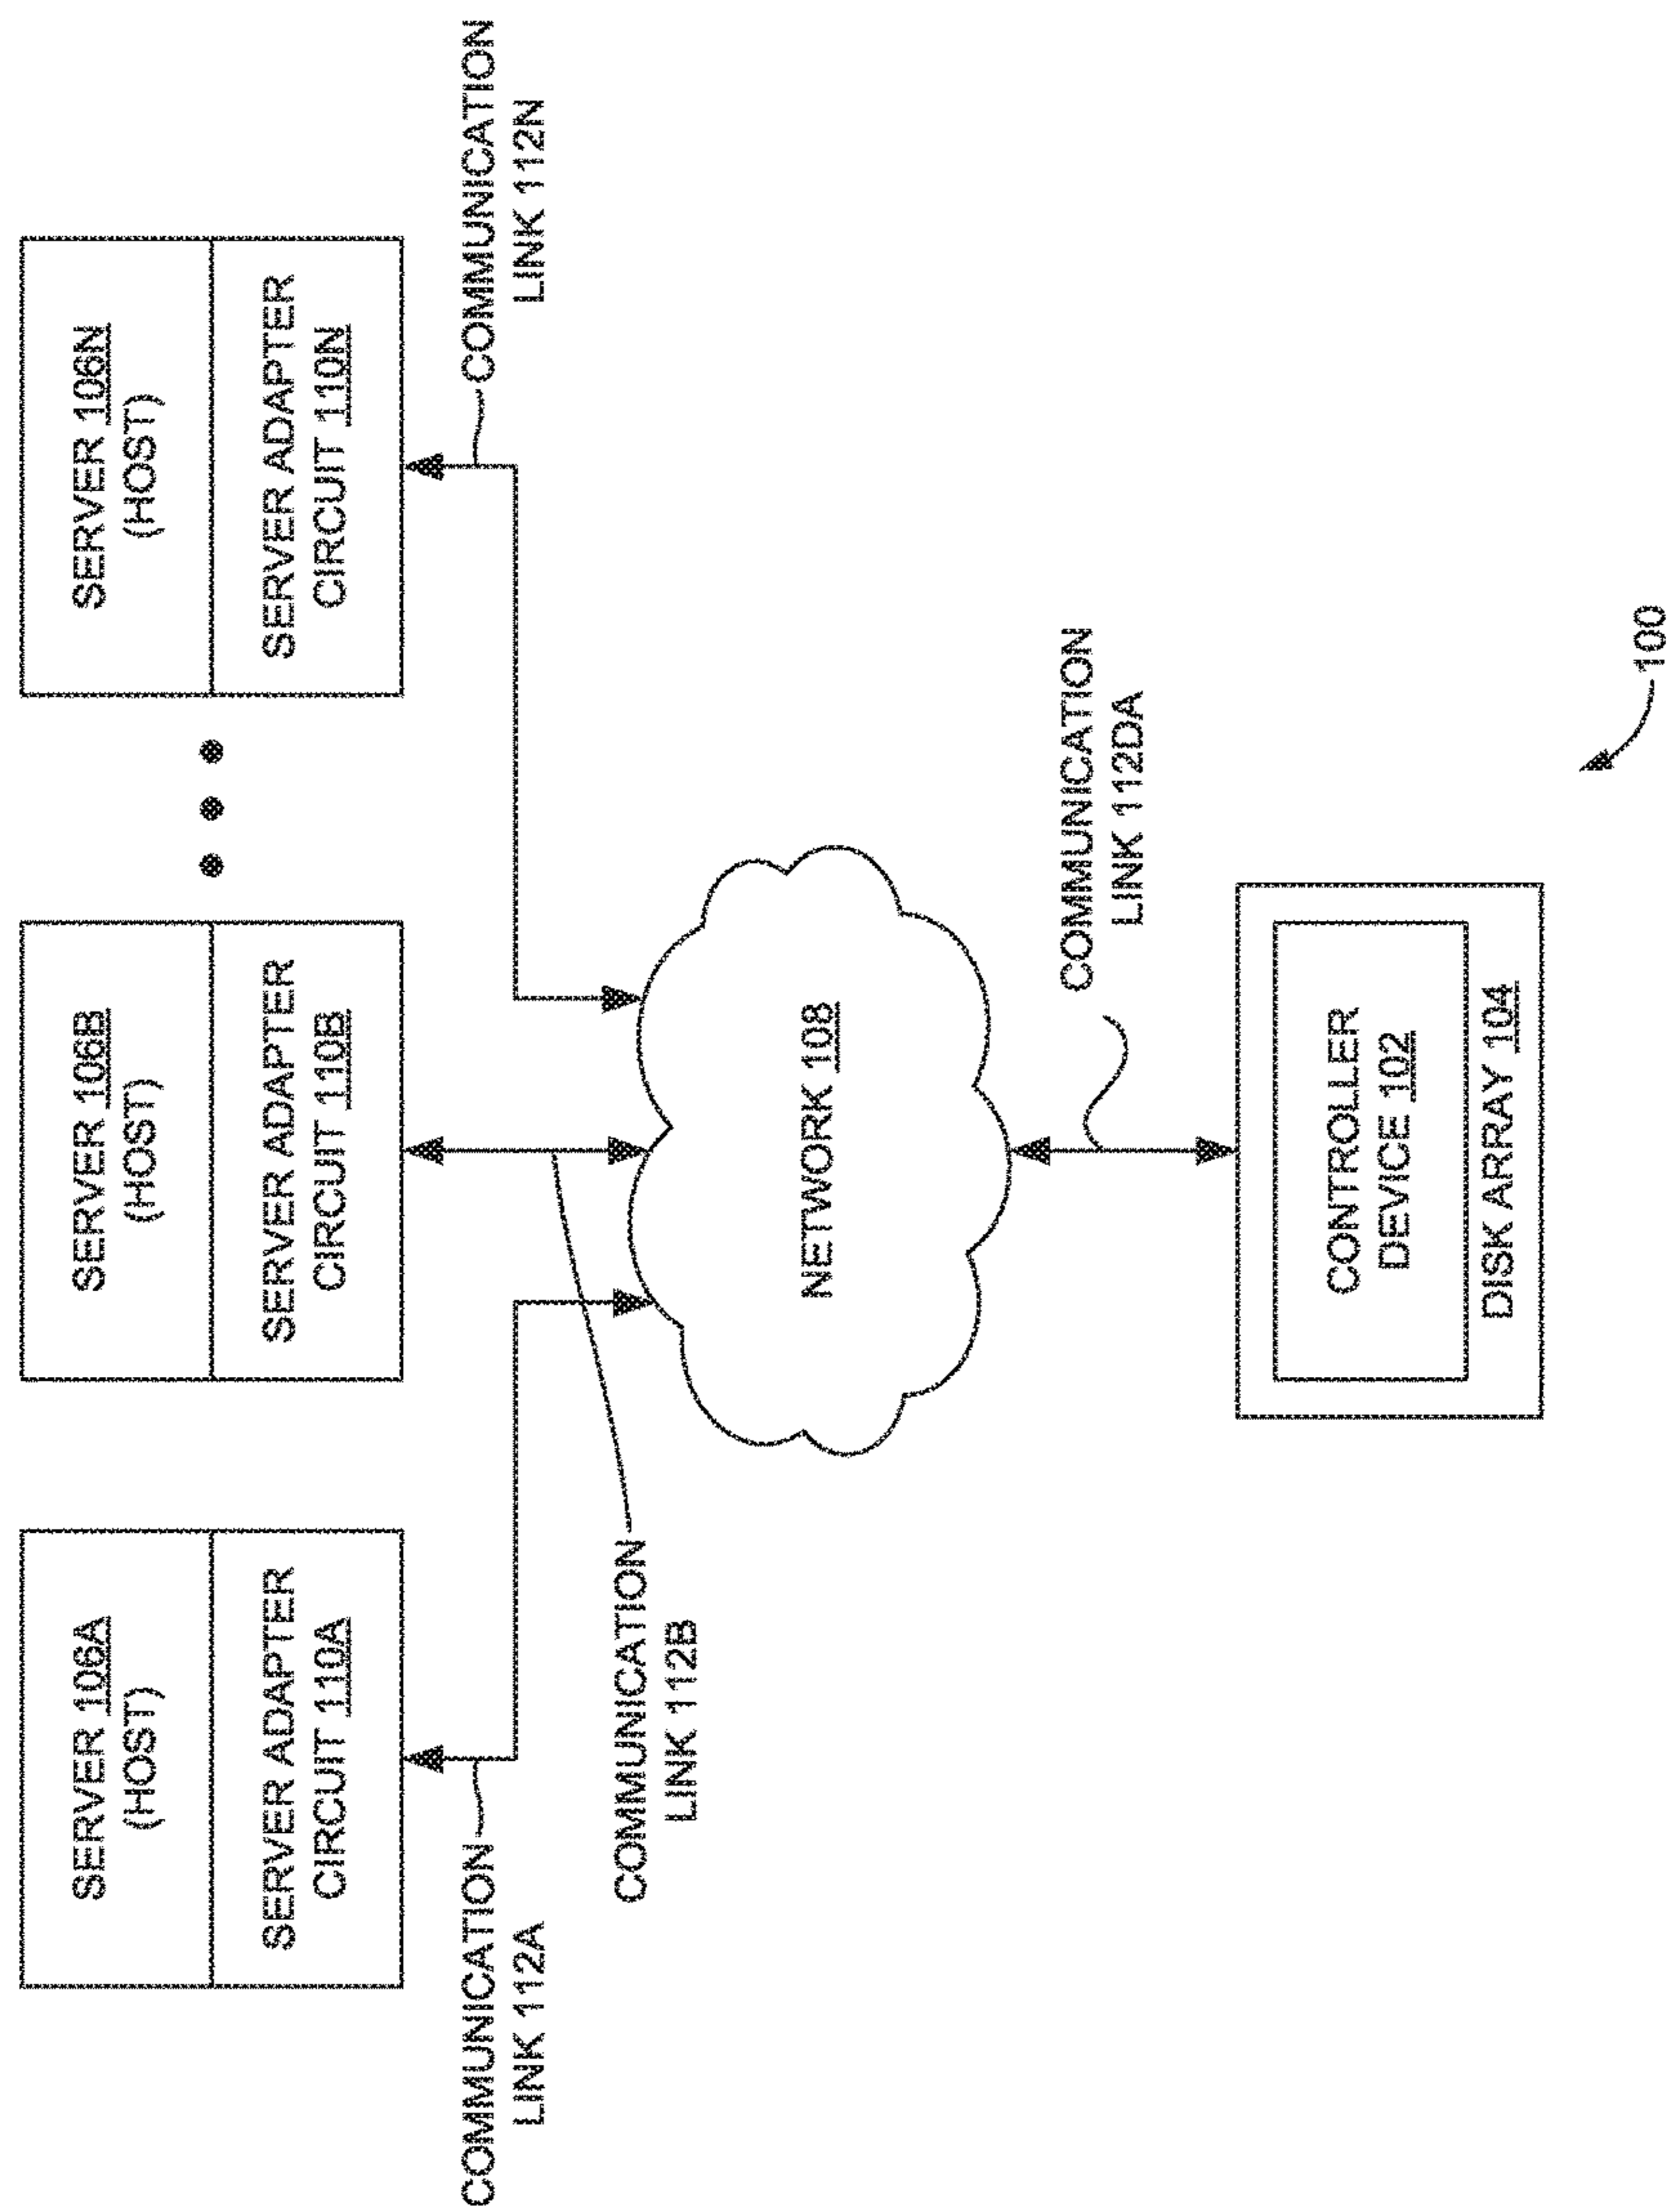 SERVER 106A
(HOST)
SERVER ADAPTER
CIRCUIT 110A
SERVER 106B
(HOST)
SERVER ADAPTER
CIRCUIT 110B
SERVER 106N
(HOST)
SERVER ADAPTER
CIRCUIT 110N
COMMUNICATION
LINK 112A
COMMUNICATION
LINK 112B
COMMUNICATION
LINK 112N
NETWORK 108
COMMUNICATION
LINK 112DA
CONTROLLER
DEVICE 102
DISK ARRAY 104
100